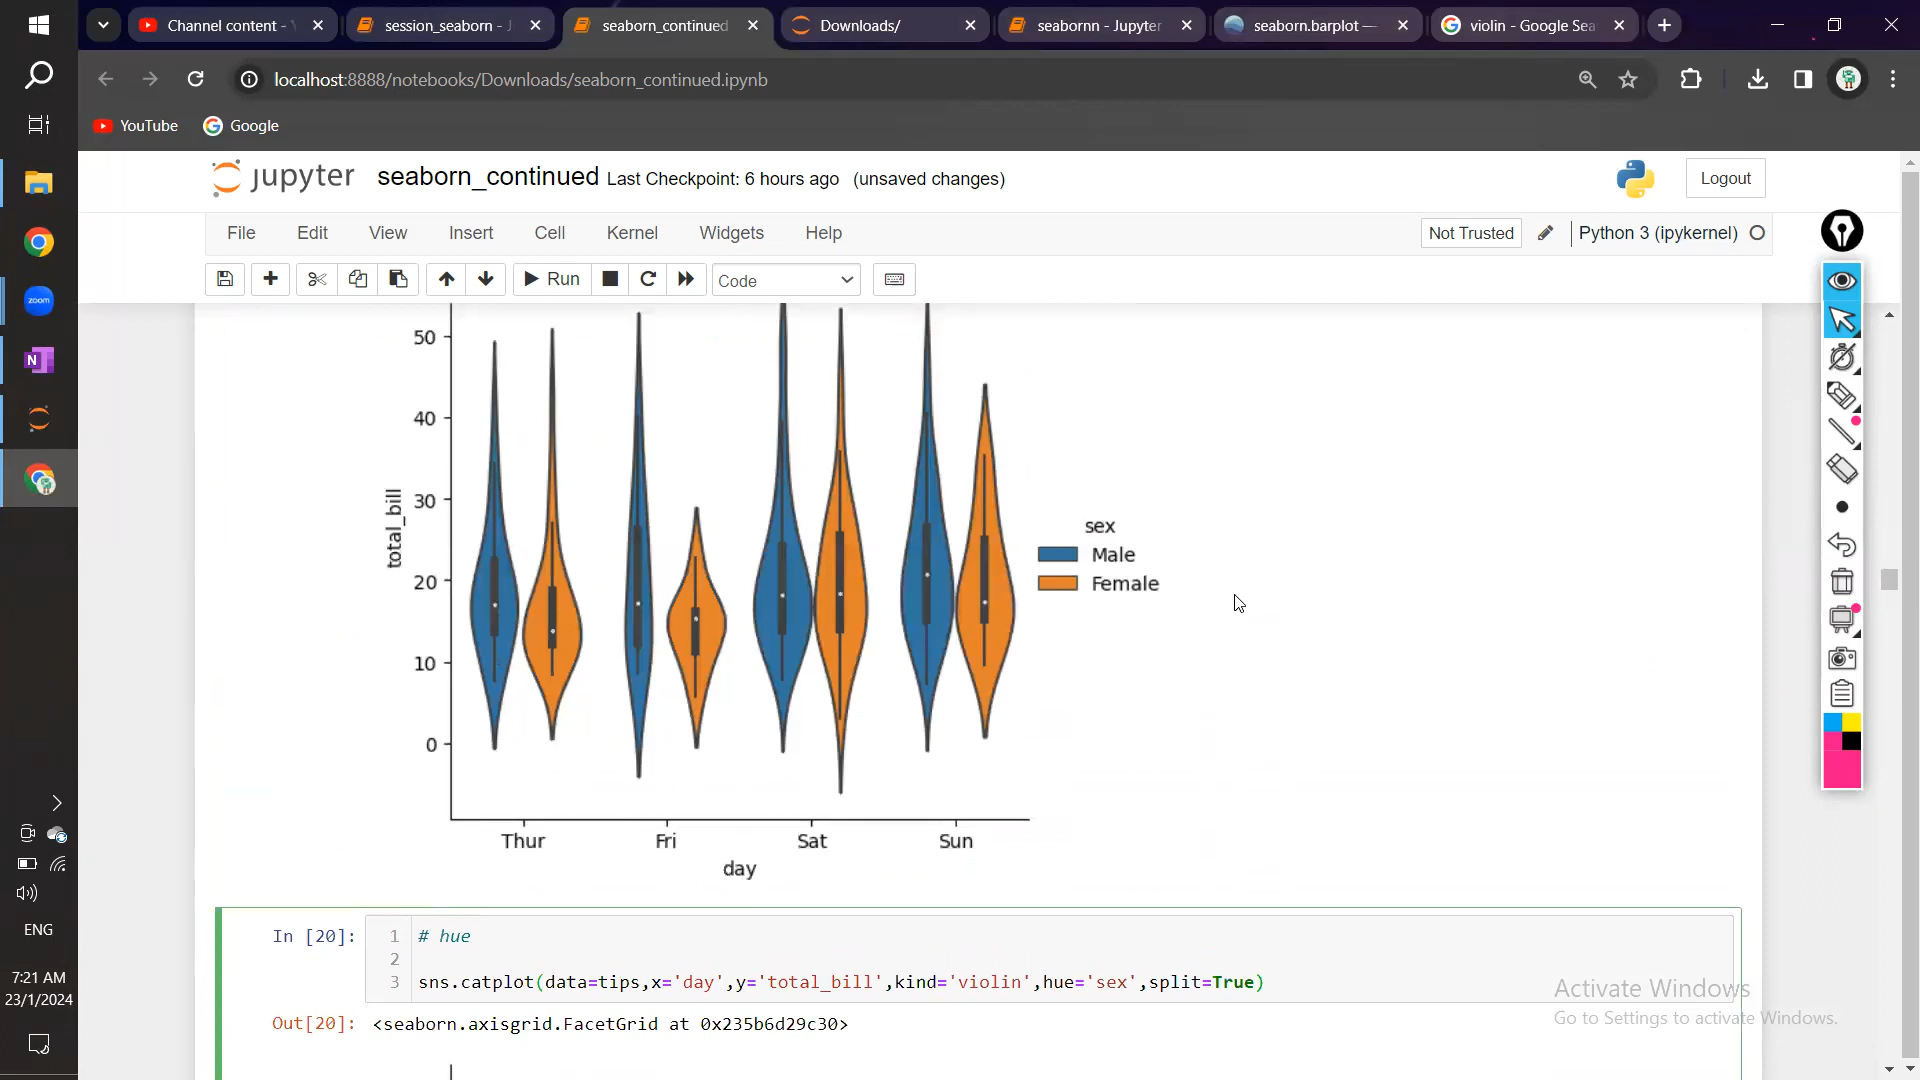 Channel content - Y
session_seaborn - J
seaborn_continued
Downloads/
seabornn - Jupyter
seaborn.barplot —
violin - Google Sea
localhost:8888/notebooks/Downloads/seaborn_continued.ipynb
YouTube
Google
jupyter seaborn_continued Last Checkpoint: 6 hours ago (unsaved changes)
Logout
File Edit View Insert Cell Kernel Widgets Help
Not Trusted
Python 3 (ipykernel)
Run
Code
zoom
N
50
40
30
20
10
0
total_bill
sex
Male
Female
Thur Fri Sat Sun
day
In [20]:
1 # hue
2
3 sns.catplot(data=tips,x='day',y='total_bill',kind='violin',hue='sex',split=True)
Out[20]: <seaborn.axisgrid.FacetGrid at 0x235b6d29c30>
Activate Windows
Go to Settings to activate Windows.
ENG
7:21 AM
23/1/2024